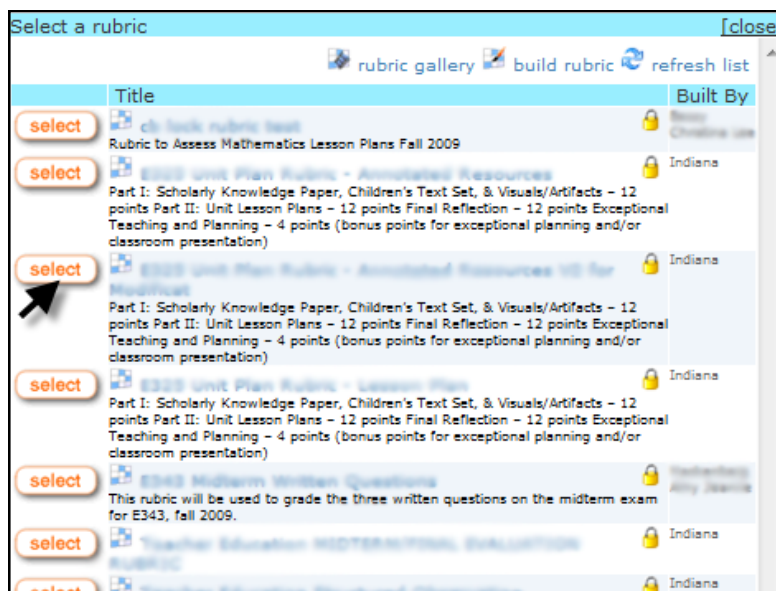 Select a rubric [close
rubric gallery build rubric refresh list
Title Built By
select
Rubric to Assess Mathematics Lesson Plans Fall 2009
select Indiana
Part I: Scholarly Knowledge Paper, Children's Text Set, & Visuals/Artifacts – 12
points Part II: Unit Lesson Plans – 12 points Final Reflection – 12 points Exceptional
Teaching and Planning – 4 points (bonus points for exceptional planning and/or
classroom presentation)
select Indiana
Part I: Scholarly Knowledge Paper, Children's Text Set, & Visuals/Artifacts – 12
points Part II: Unit Lesson Plans – 12 points Final Reflection – 12 points Exceptional
Teaching and Planning – 4 points (bonus points for exceptional planning and/or
classroom presentation)
select Indiana
Part I: Scholarly Knowledge Paper, Children's Text Set, & Visuals/Artifacts – 12
points Part II: Unit Lesson Plans – 12 points Final Reflection – 12 points Exceptional
Teaching and Planning – 4 points (bonus points for exceptional planning and/or
classroom presentation)
select
This rubric will be used to grade the three written questions on the midterm exam
for E343, fall 2009.
select Indiana
select Indiana